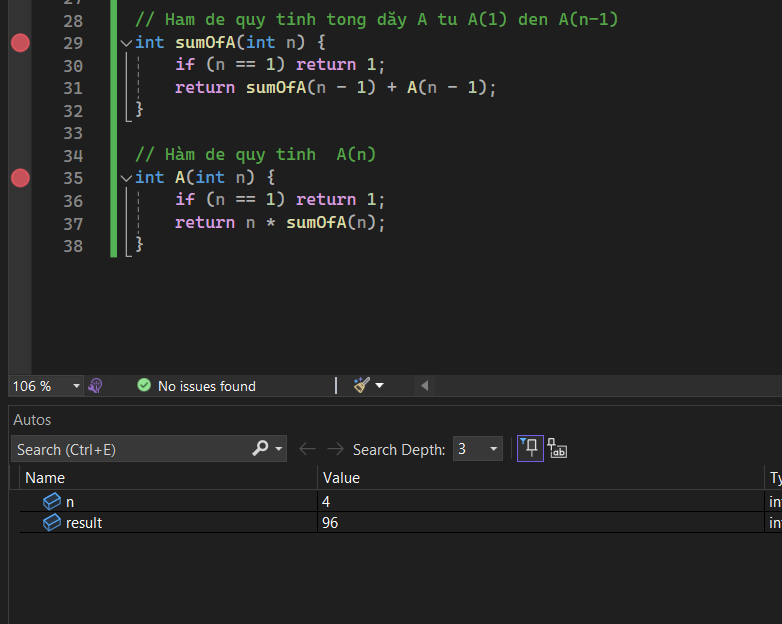 27
28 // Ham de quy tinh tong dãy A tu A(1) den A(n-1)
29 int sumOfA(int n) {
30 if (n == 1) return 1;
31 return sumOfA(n - 1) + A(n - 1);
32 }
33
34 // Hàm de quy tinh  A(n)
35 int A(int n) {
36 if (n == 1) return 1;
37 return n * sumOfA(n);
38 }
106 % No issues found
Autos
Search (Ctrl+E) Search Depth: 3
Name Value Ty
n 4 in
result 96 in